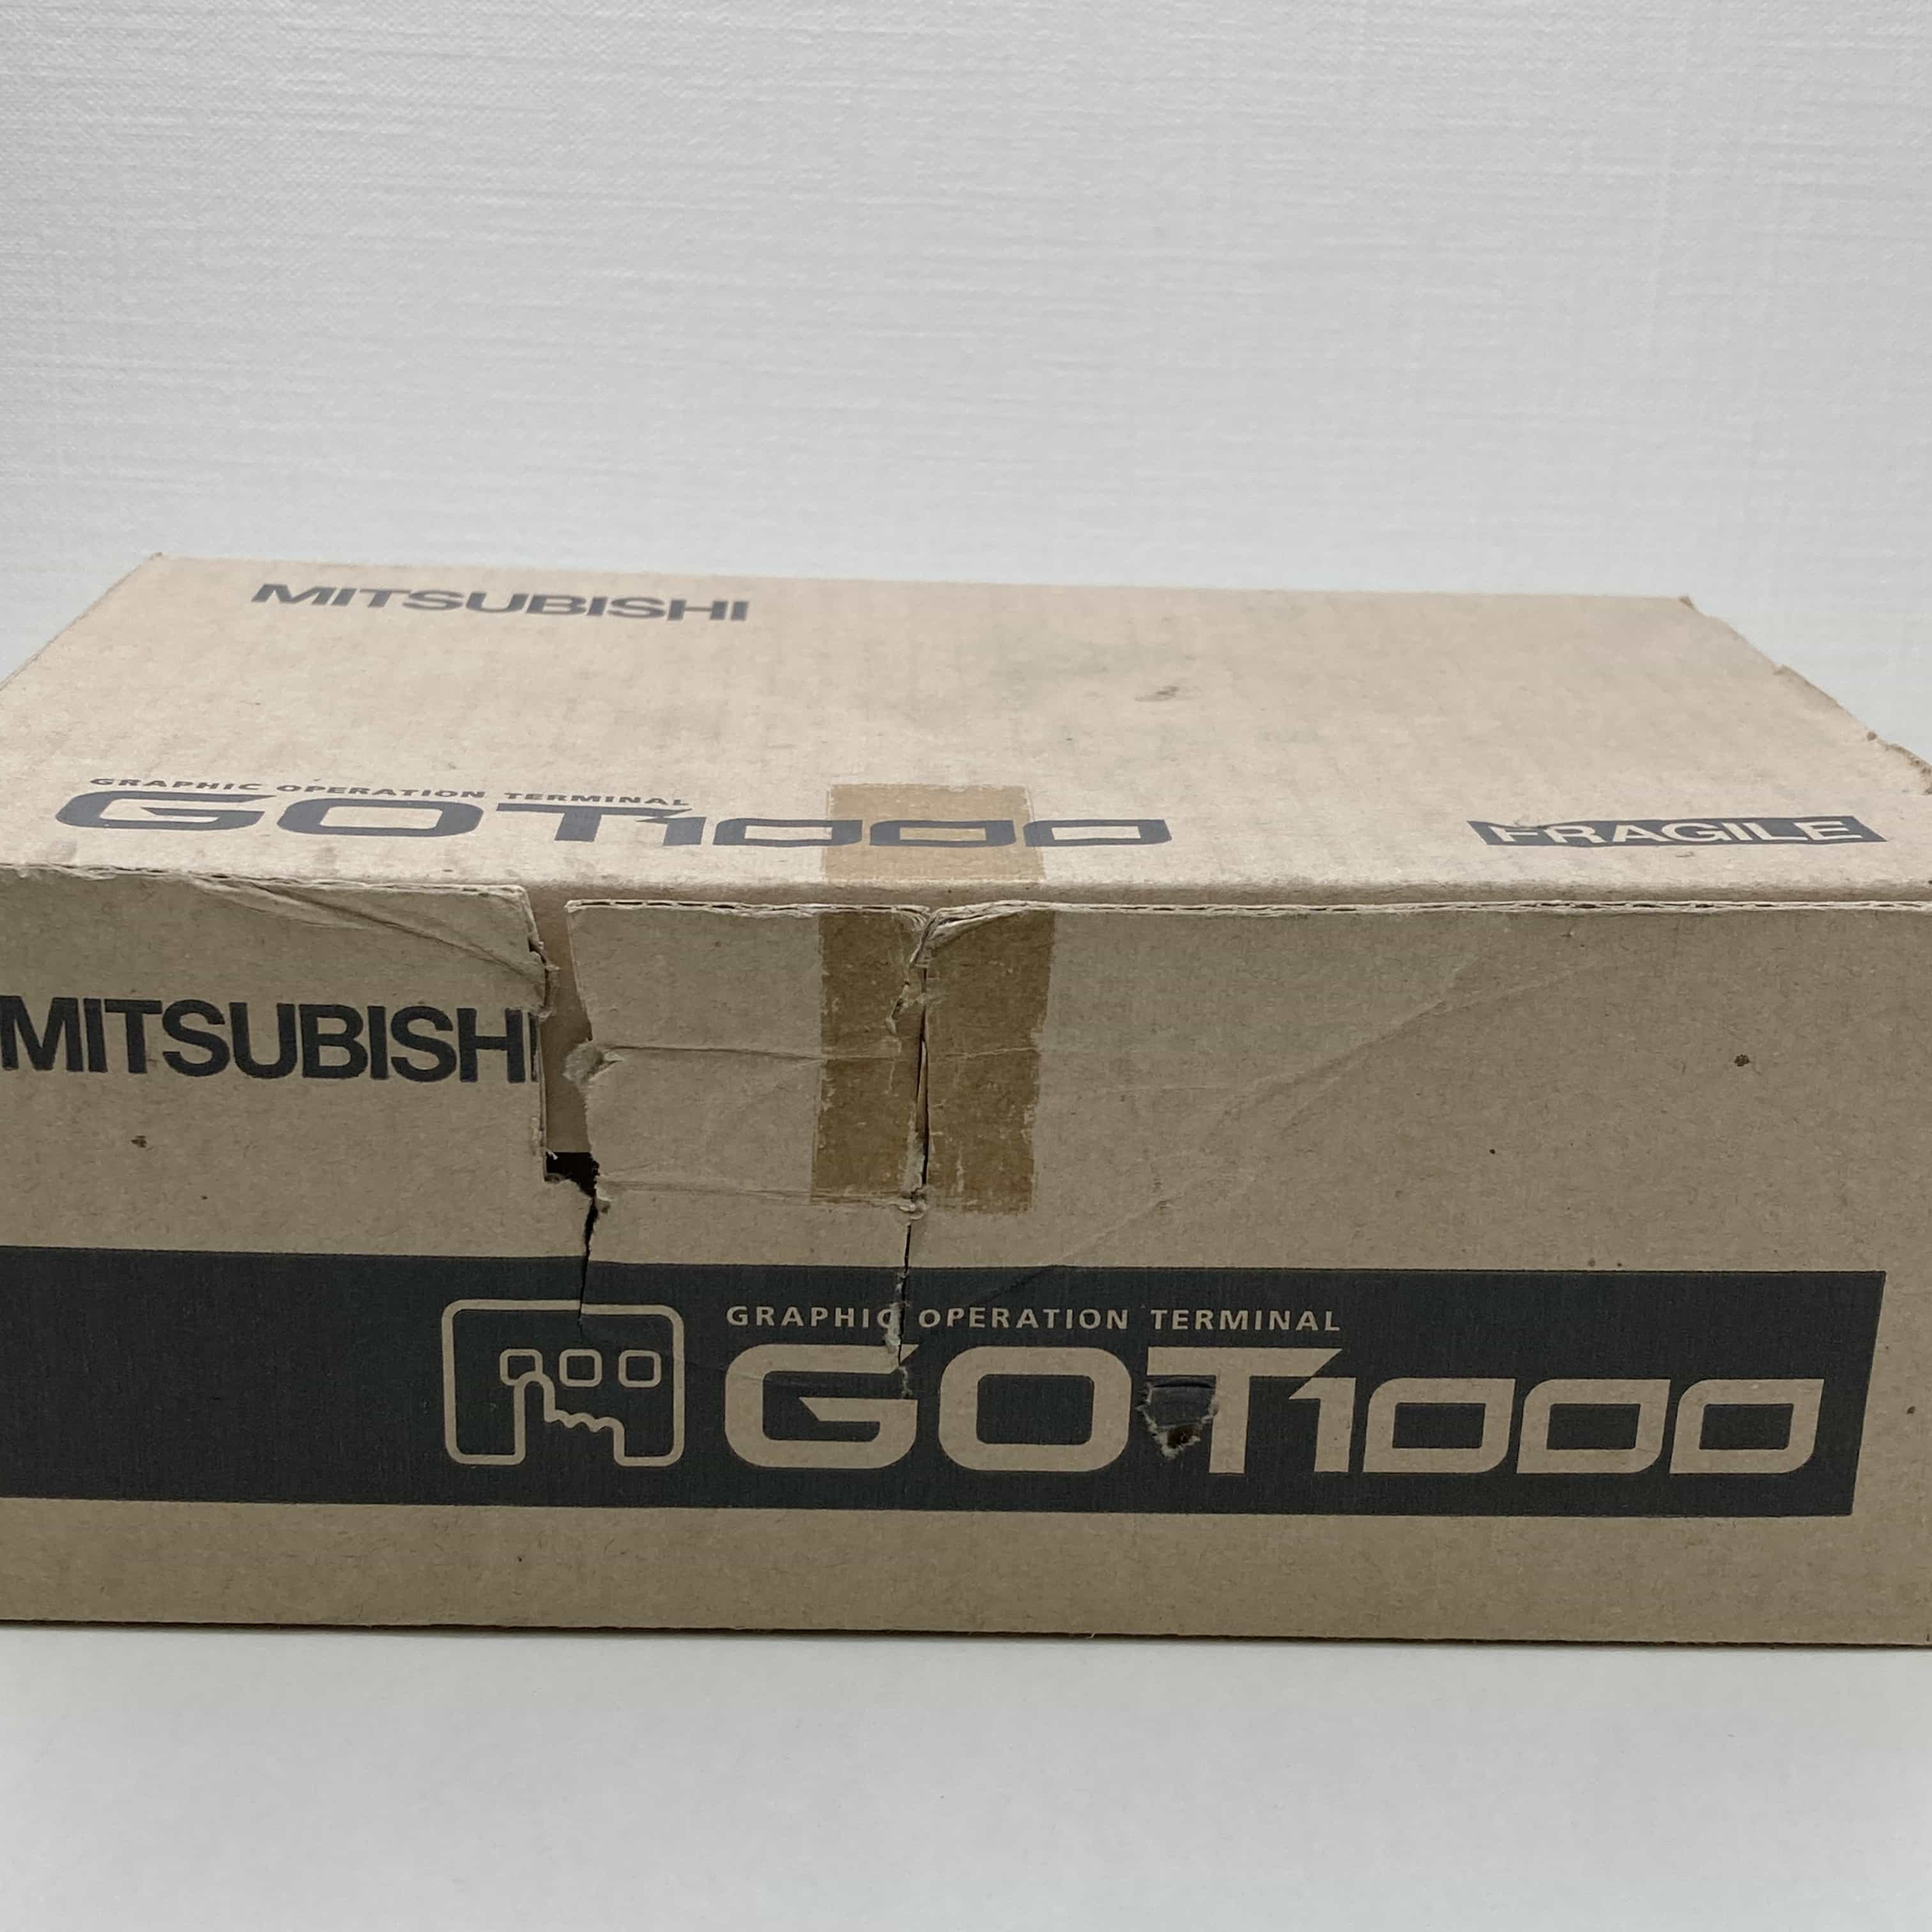 MITSUBISHI
GRAPHIC OPERATION TERMINAL
GOT1000
FRAGILE
MITSUBISHI
GRAPHIC OPERATION TERMINAL
GOT1000